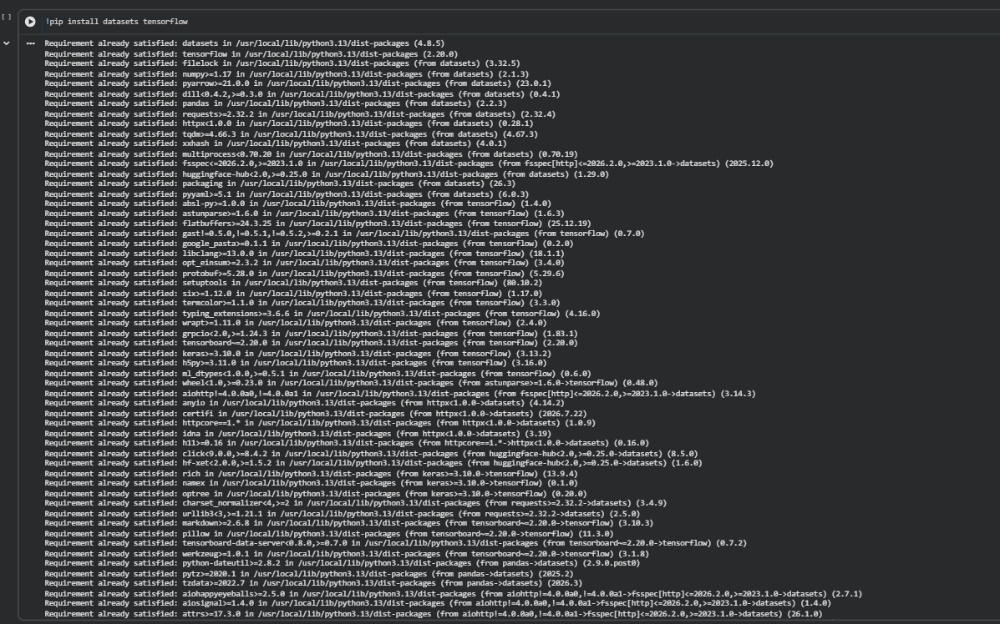 [ ]
!pip install datasets tensorflow
Requirement already satisfied: datasets in /usr/local/lib/python3.13/dist-packages (4.8.5)
Requirement already satisfied: tensorflow in /usr/local/lib/python3.13/dist-packages (2.20.0)
Requirement already satisfied: filelock in /usr/local/lib/python3.13/dist-packages (from datasets) (3.32.5)
Requirement already satisfied: numpy>=1.17 in /usr/local/lib/python3.13/dist-packages (from datasets) (2.1.3)
Requirement already satisfied: pyarrow>=21.0.0 in /usr/local/lib/python3.13/dist-packages (from datasets) (23.0.1)
Requirement already satisfied: dill<0.4.2,>=0.3.0 in /usr/local/lib/python3.13/dist-packages (from datasets) (0.4.1)
Requirement already satisfied: pandas in /usr/local/lib/python3.13/dist-packages (from datasets) (2.2.3)
Requirement already satisfied: requests>=2.32.2 in /usr/local/lib/python3.13/dist-packages (from datasets) (2.32.4)
Requirement already satisfied: httpx<1.0.0 in /usr/local/lib/python3.13/dist-packages (from datasets) (0.28.1)
Requirement already satisfied: tqdm>=4.66.3 in /usr/local/lib/python3.13/dist-packages (from datasets) (4.67.3)
Requirement already satisfied: xxhash in /usr/local/lib/python3.13/dist-packages (from datasets) (4.0.1)
Requirement already satisfied: multiprocess<0.70.20 in /usr/local/lib/python3.13/dist-packages (from datasets) (0.70.19)
Requirement already satisfied: fsspec<=2026.2.0,>=2023.1.0 in /usr/local/lib/python3.13/dist-packages (from fsspec[http]<=2026.2.0,>=2023.1.0->datasets) (2025.12.0)
Requirement already satisfied: huggingface-hub<2.0,>=0.25.0 in /usr/local/lib/python3.13/dist-packages (from datasets) (1.29.0)
Requirement already satisfied: packaging in /usr/local/lib/python3.13/dist-packages (from datasets) (26.3)
Requirement already satisfied: pyyaml>=5.1 in /usr/local/lib/python3.13/dist-packages (from datasets) (6.0.3)
Requirement already satisfied: absl-py>=1.0.0 in /usr/local/lib/python3.13/dist-packages (from tensorflow) (1.4.0)
Requirement already satisfied: astunparse>=1.6.0 in /usr/local/lib/python3.13/dist-packages (from tensorflow) (1.6.3)
Requirement already satisfied: flatbuffers>=24.3.25 in /usr/local/lib/python3.13/dist-packages (from tensorflow) (25.12.19)
Requirement already satisfied: gast!=0.5.0,!=0.5.1,!=0.5.2,>=0.2.1 in /usr/local/lib/python3.13/dist-packages (from tensorflow) (0.7.0)
Requirement already satisfied: google_pasta>=0.1.1 in /usr/local/lib/python3.13/dist-packages (from tensorflow) (0.2.0)
Requirement already satisfied: libclang>=13.0.0 in /usr/local/lib/python3.13/dist-packages (from tensorflow) (18.1.1)
Requirement already satisfied: opt_einsum>=2.3.2 in /usr/local/lib/python3.13/dist-packages (from tensorflow) (3.4.0)
Requirement already satisfied: protobuf>=5.28.0 in /usr/local/lib/python3.13/dist-packages (from tensorflow) (5.29.6)
Requirement already satisfied: setuptools in /usr/local/lib/python3.13/dist-packages (from tensorflow) (80.10.2)
Requirement already satisfied: six>=1.12.0 in /usr/local/lib/python3.13/dist-packages (from tensorflow) (1.17.0)
Requirement already satisfied: termcolor>=1.1.0 in /usr/local/lib/python3.13/dist-packages (from tensorflow) (3.3.0)
Requirement already satisfied: typing_extensions>=3.6.6 in /usr/local/lib/python3.13/dist-packages (from tensorflow) (4.16.0)
Requirement already satisfied: wrapt>=1.11.0 in /usr/local/lib/python3.13/dist-packages (from tensorflow) (2.4.0)
Requirement already satisfied: grpcio<2.0,>=1.24.3 in /usr/local/lib/python3.13/dist-packages (from tensorflow) (1.83.1)
Requirement already satisfied: tensorboard~=2.20.0 in /usr/local/lib/python3.13/dist-packages (from tensorflow) (2.20.0)
Requirement already satisfied: keras>=3.10.0 in /usr/local/lib/python3.13/dist-packages (from tensorflow) (3.13.2)
Requirement already satisfied: h5py>=3.11.0 in /usr/local/lib/python3.13/dist-packages (from tensorflow) (3.16.0)
Requirement already satisfied: ml_dtypes<1.0.0,>=0.5.1 in /usr/local/lib/python3.13/dist-packages (from tensorflow) (0.6.0)
Requirement already satisfied: wheel<1.0,>=0.23.0 in /usr/local/lib/python3.13/dist-packages (from astunparse>=1.6.0->tensorflow) (0.48.0)
Requirement already satisfied: aiohttp!=4.0.0a0,!=4.0.0a1 in /usr/local/lib/python3.13/dist-packages (from fsspec[http]<=2026.2.0,>=2023.1.0->datasets) (3.14.3)
Requirement already satisfied: anyio in /usr/local/lib/python3.13/dist-packages (from httpx<1.0.0->datasets) (4.14.2)
Requirement already satisfied: certifi in /usr/local/lib/python3.13/dist-packages (from httpx<1.0.0->datasets) (2026.7.22)
Requirement already satisfied: httpcore==1.* in /usr/local/lib/python3.13/dist-packages (from httpx<1.0.0->datasets) (1.0.9)
Requirement already satisfied: idna in /usr/local/lib/python3.13/dist-packages (from httpx<1.0.0->datasets) (3.19)
Requirement already satisfied: h11>=0.16 in /usr/local/lib/python3.13/dist-packages (from httpcore==1.*->httpx<1.0.0->datasets) (0.16.0)
Requirement already satisfied: click<9.0.0,>=8.4.2 in /usr/local/lib/python3.13/dist-packages (from huggingface-hub<2.0,>=0.25.0->datasets) (8.5.0)
Requirement already satisfied: hf-xet<2.0.0,>=1.5.2 in /usr/local/lib/python3.13/dist-packages (from huggingface-hub<2.0,>=0.25.0->datasets) (1.6.0)
Requirement already satisfied: rich in /usr/local/lib/python3.13/dist-packages (from keras>=3.10.0->tensorflow) (13.9.4)
Requirement already satisfied: namex in /usr/local/lib/python3.13/dist-packages (from keras>=3.10.0->tensorflow) (0.1.0)
Requirement already satisfied: optree in /usr/local/lib/python3.13/dist-packages (from keras>=3.10.0->tensorflow) (0.20.0)
Requirement already satisfied: charset_normalizer<4,>=2 in /usr/local/lib/python3.13/dist-packages (from requests>=2.32.2->datasets) (3.4.9)
Requirement already satisfied: urllib3<3,>=1.21.1 in /usr/local/lib/python3.13/dist-packages (from requests>=2.32.2->datasets) (2.5.0)
Requirement already satisfied: markdown>=2.6.8 in /usr/local/lib/python3.13/dist-packages (from tensorboard~=2.20.0->tensorflow) (3.10.3)
Requirement already satisfied: pillow in /usr/local/lib/python3.13/dist-packages (from tensorboard~=2.20.0->tensorflow) (11.3.0)
Requirement already satisfied: tensorboard-data-server<0.8.0,>=0.7.0 in /usr/local/lib/python3.13/dist-packages (from tensorboard~=2.20.0->tensorflow) (0.7.2)
Requirement already satisfied: werkzeug>=1.0.1 in /usr/local/lib/python3.13/dist-packages (from tensorboard~=2.20.0->tensorflow) (3.1.8)
Requirement already satisfied: python-dateutil>=2.8.2 in /usr/local/lib/python3.13/dist-packages (from pandas->datasets) (2.9.0.post0)
Requirement already satisfied: pytz>=2020.1 in /usr/local/lib/python3.13/dist-packages (from pandas->datasets) (2025.2)
Requirement already satisfied: tzdata>=2022.7 in /usr/local/lib/python3.13/dist-packages (from pandas->datasets) (2026.3)
Requirement already satisfied: aiohappyeyeballs>=2.5.0 in /usr/local/lib/python3.13/dist-packages (from aiohttp!=4.0.0a0,!=4.0.0a1->fsspec[http]<=2026.2.0,>=2023.1.0->datasets) (2.7.1)
Requirement already satisfied: aiosignal>=1.4.0 in /usr/local/lib/python3.13/dist-packages (from aiohttp!=4.0.0a0,!=4.0.0a1->fsspec[http]<=2026.2.0,>=2023.1.0->datasets) (1.4.0)
Requirement already satisfied: attrs>=17.3.0 in /usr/local/lib/python3.13/dist-packages (from aiohttp!=4.0.0a0,!=4.0.0a1->fsspec[http]<=2026.2.0,>=2023.1.0->datasets) (26.1.0)